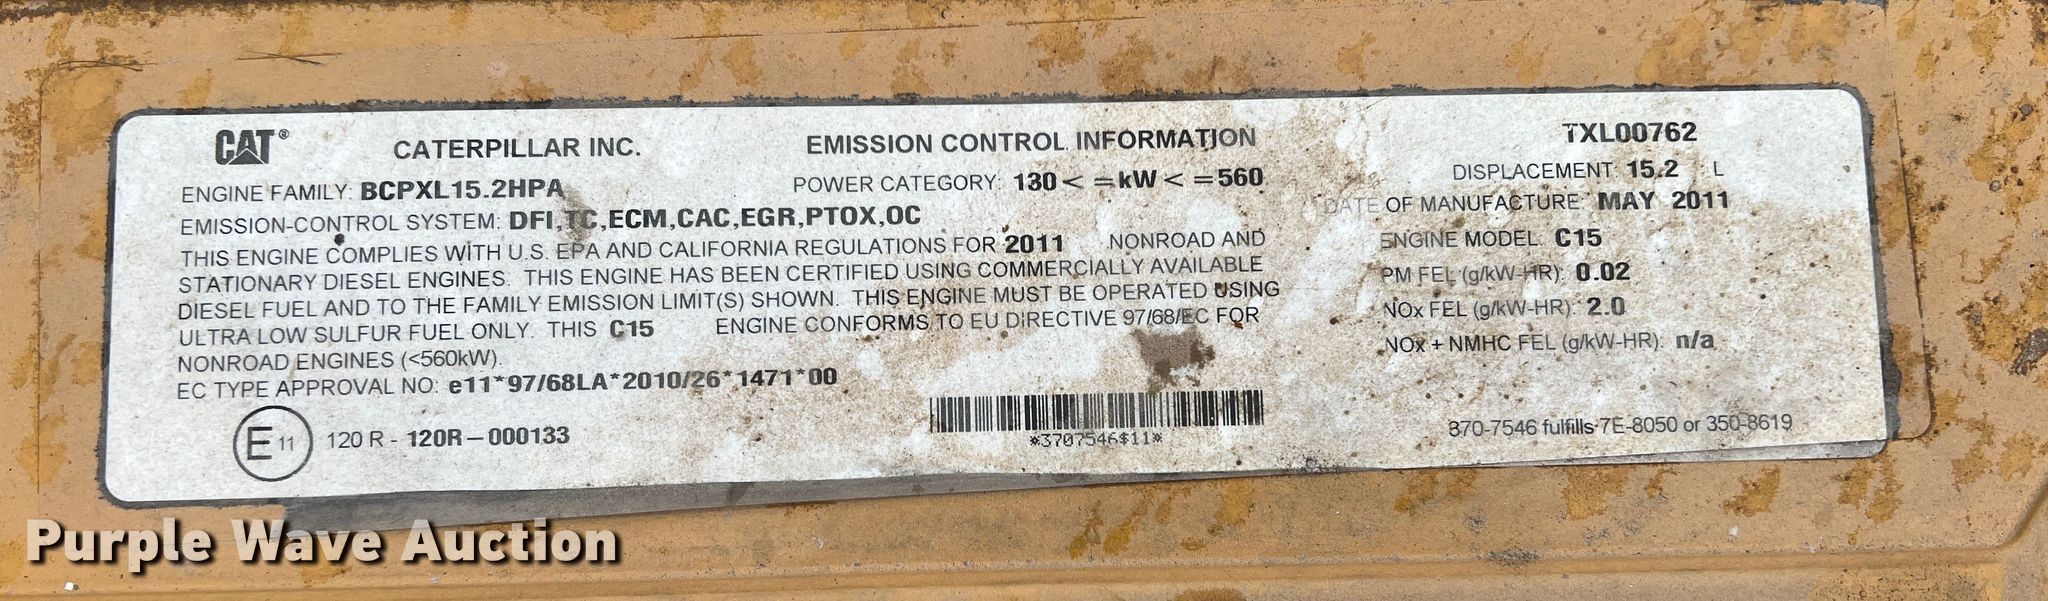 CAT® CATERPILLAR INC. EMISSION CONTROL INFORMATION TXL00762
ENGINE FAMILY: BCPXL15.2HPA POWER CATEGORY: 130 < =kW < =560 DISPLACEMENT: 15.2 L
EMISSION-CONTROL SYSTEM: DFI,TC,ECM,CAC,EGR,PTOX,OC DATE OF MANUFACTURE: MAY 2011
THIS ENGINE COMPLIES WITH U.S. EPA AND CALIFORNIA REGULATIONS FOR 2011 NONROAD AND ENGINE MODEL: C15
STATIONARY DIESEL ENGINES. THIS ENGINE HAS BEEN CERTIFIED USING COMMERCIALLY AVAILABLE PM FEL (g/kW-HR): 0.02
DIESEL FUEL AND TO THE FAMILY EMISSION LIMIT(S) SHOWN. THIS ENGINE MUST BE OPERATED USING NOx FEL (g/kW-HR): 2.0
ULTRA LOW SULFUR FUEL ONLY. THIS C15 ENGINE CONFORMS TO EU DIRECTIVE 97/68/EC FOR NOx + NMHC FEL (g/kW-HR): n/a
NONROAD ENGINES (<560kW).
EC TYPE APPROVAL NO: e11*97/68LA*2010/26*1471*00
E 11 120 R - 120R-000133 *3707546$11* 370-7546 fulfills 7E-8050 or 350-8619
Purple Wave Auction